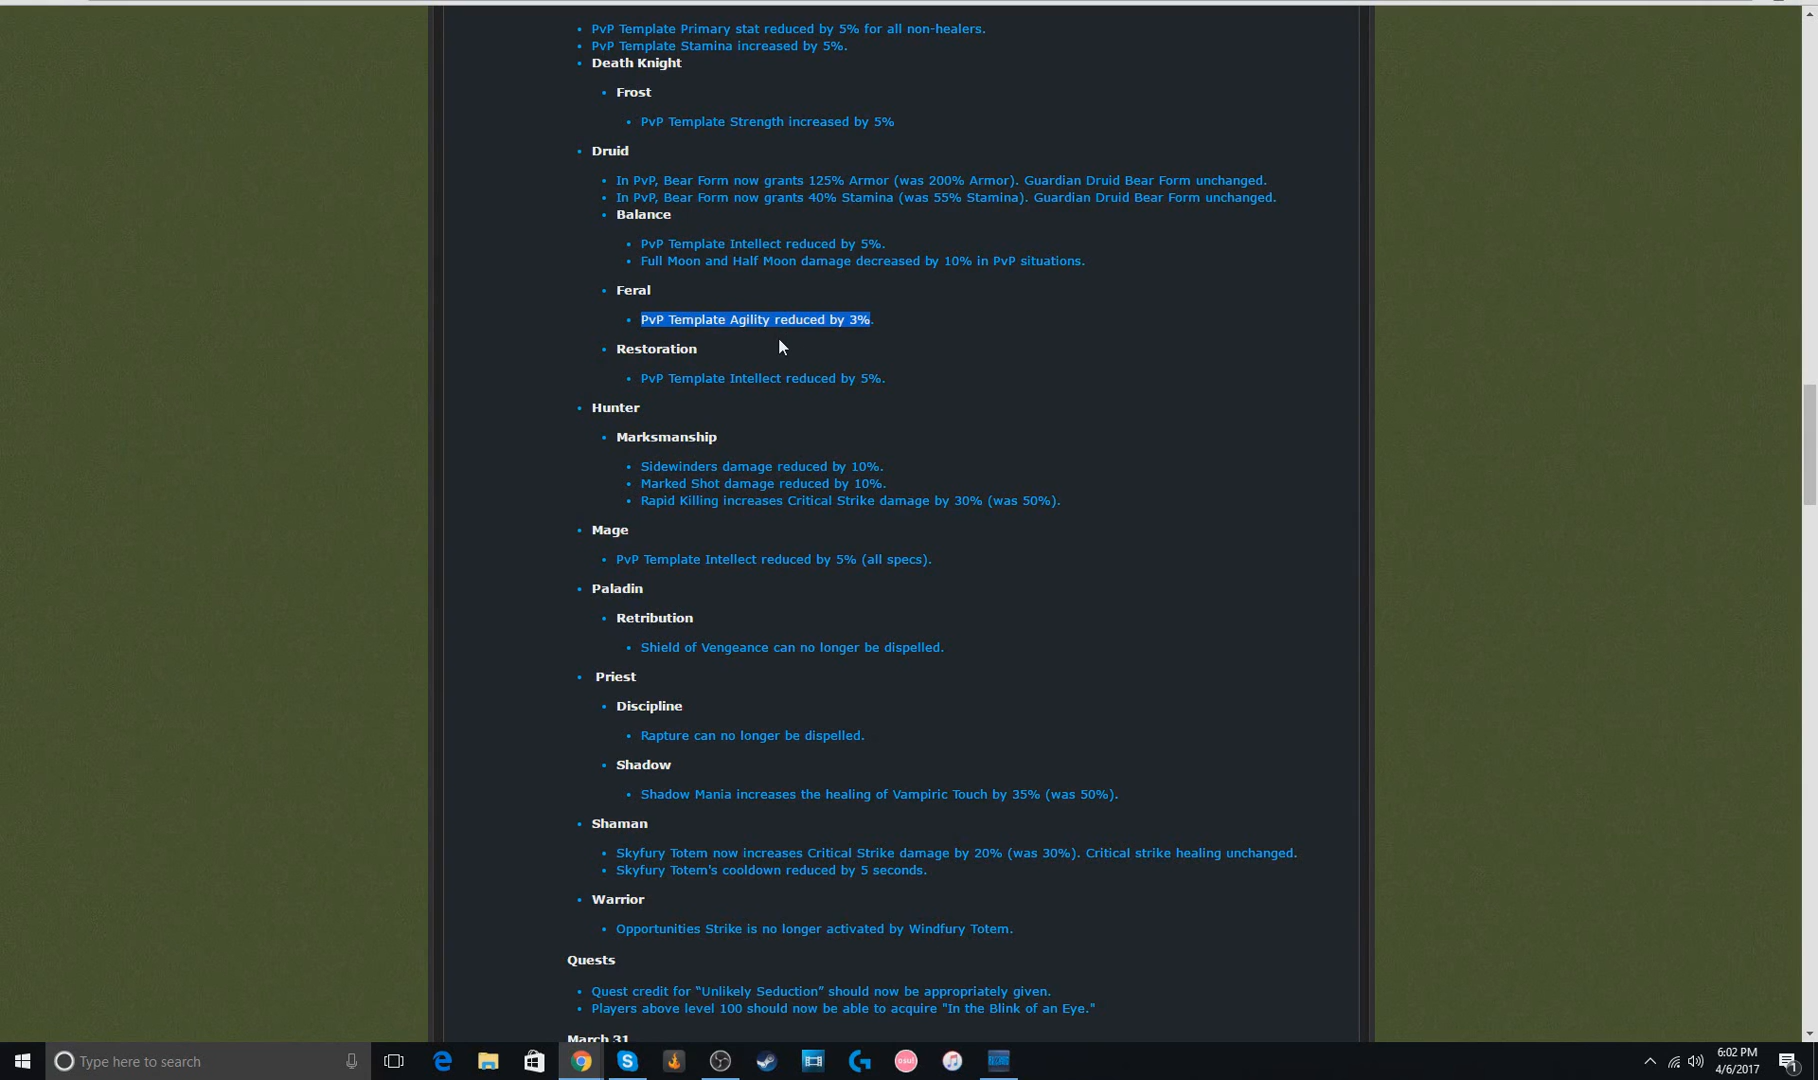 PvP Template Primary stat reduced by 5% for all non-healers.
PvP Template Stamina increased by 5%.
Death Knight
Frost
PvP Template Strength increased by 5%
Druid
In PvP, Bear Form now grants 125% Armor (was 200% Armor). Guardian Druid Bear Form unchanged.
In PvP, Bear Form now grants 40% Stamina (was 55% Stamina). Guardian Druid Bear Form unchanged.
Balance
PvP Template Intellect reduced by 5%.
Full Moon and Half Moon damage decreased by 10% in PvP situations.
Feral
PvP Template Agility reduced by 3%.
Restoration
PvP Template Intellect reduced by 5%.
Hunter
Marksmanship
Sidewinders damage reduced by 10%.
Marked Shot damage reduced by 10%.
Rapid Killing increases Critical Strike damage by 30% (was 50%).
Mage
PvP Template Intellect reduced by 5% (all specs).
Paladin
Retribution
Shield of Vengeance can no longer be dispelled.
Priest
Discipline
Rapture can no longer be dispelled.
Shadow
Shadow Mania increases the healing of Vampiric Touch by 35% (was 50%).
Shaman
Skyfury Totem now increases Critical Strike damage by 20% (was 30%). Critical strike healing unchanged.
Skyfury Totem's cooldown reduced by 5 seconds.
Warrior
Opportunities Strike is no longer activated by Windfury Totem.
Quests
Quest credit for “Unlikely Seduction” should now be appropriately given.
Players above level 100 should now be able to acquire "In the Blink of an Eye."
March 31
Type here to search
osu!
6:02 PM
4/6/2017
1